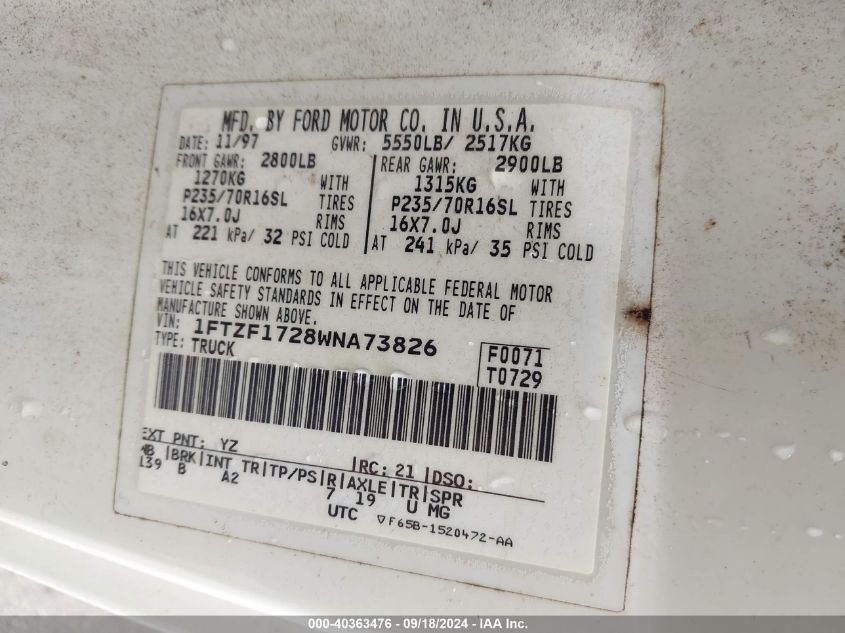 MFD. BY FORD MOTOR CO. IN U.S.A.
DATE: 11/97 GVWR: 5550LB/ 2517KG
FRONT GAWR: 2800LB REAR GAWR: 2900LB
1270KG WITH 1315KG WITH
P235/70R16SL TIRES P235/70R16SL TIRES
16X7.0J RIMS 16X7.0J RIMS
AT 221 kPa/ 32 PSI COLD AT 241 kPa/ 35 PSI COLD
THIS VEHICLE CONFORMS TO ALL APPLICABLE FEDERAL MOTOR
VEHICLE SAFETY STANDARDS IN EFFECT ON THE DATE OF
MANUFACTURE SHOWN ABOVE.
VIN: 1FTZF1728WNA73826 F0071
TYPE: TRUCK T0729
EXT PNT: YZ RC: 21 DSO:
WB BRK INT TR TP/PS R AXLE TR SPR
139 B A2 7 19 U MG
UTC ▽F65B-1520472-AA
000-40363476 - 09/18/2024 - IAA Inc.